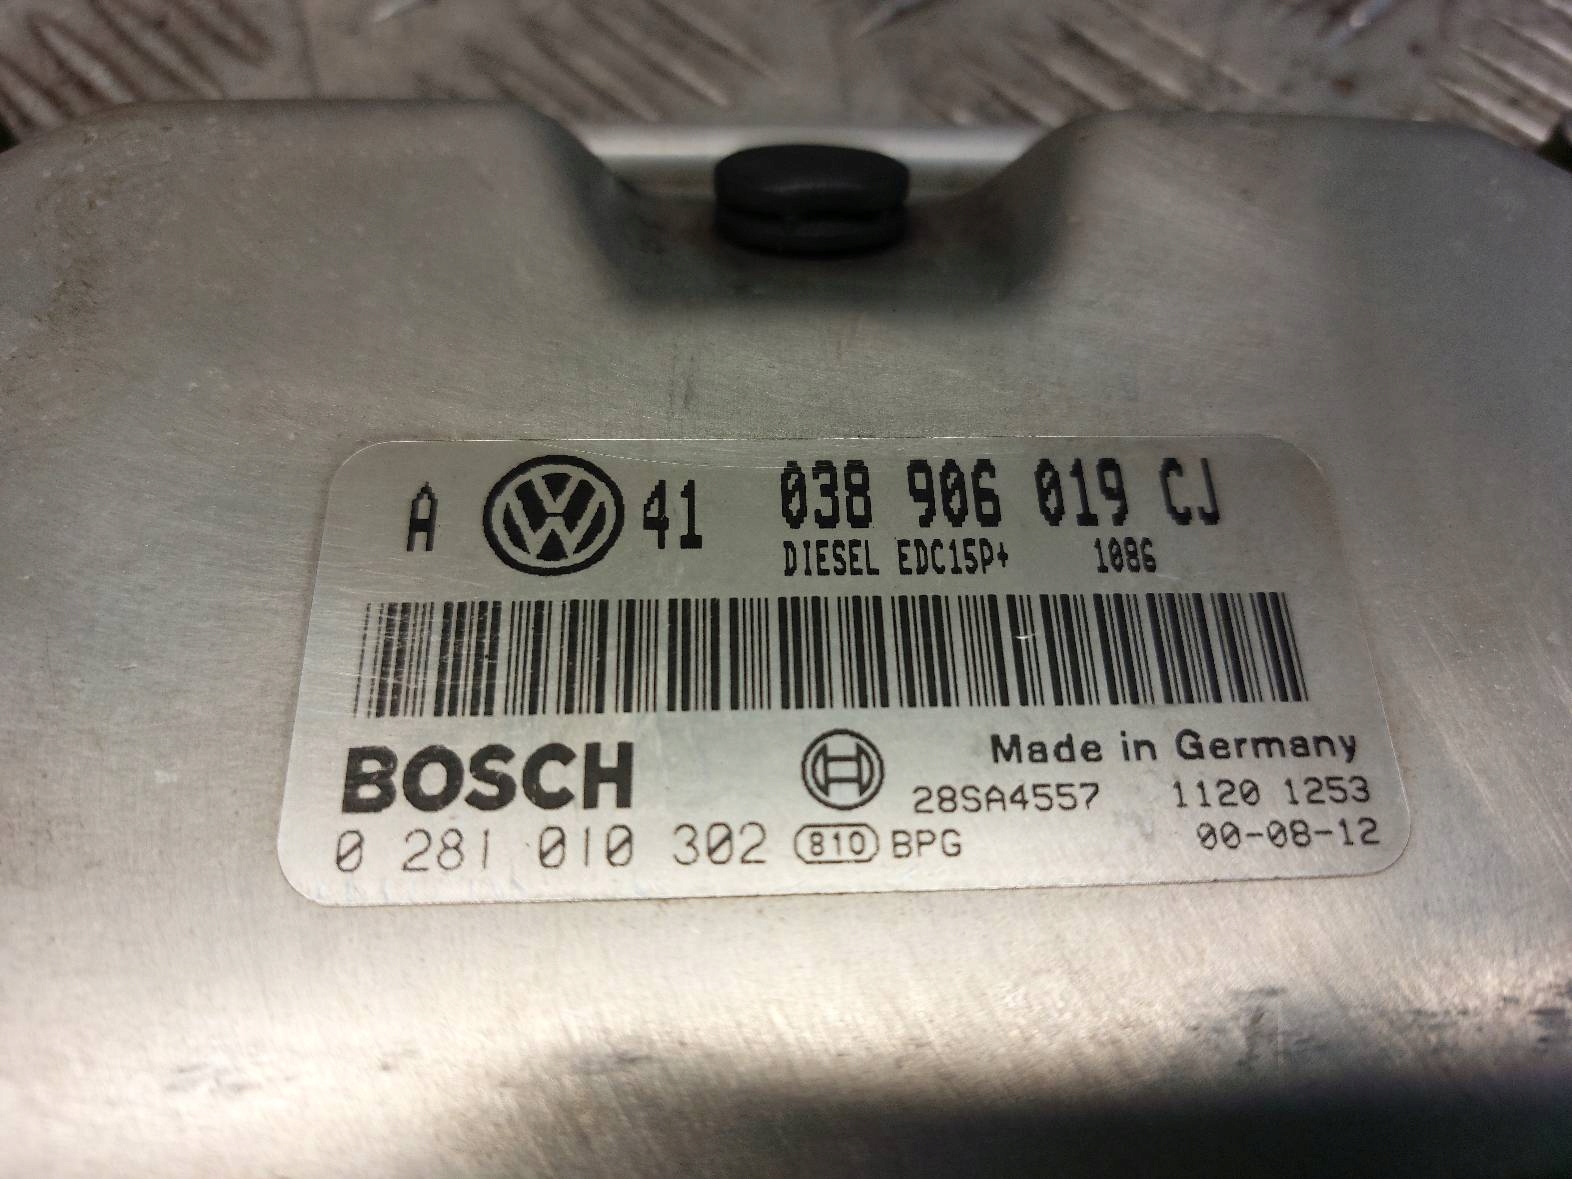 A VW 41 038 906 019 CJ
DIESEL EDC15P+ 1086
BOSCH Made in Germany
28SA4557 1120 1253
0 281 010 302 810 BPG 00-08-12